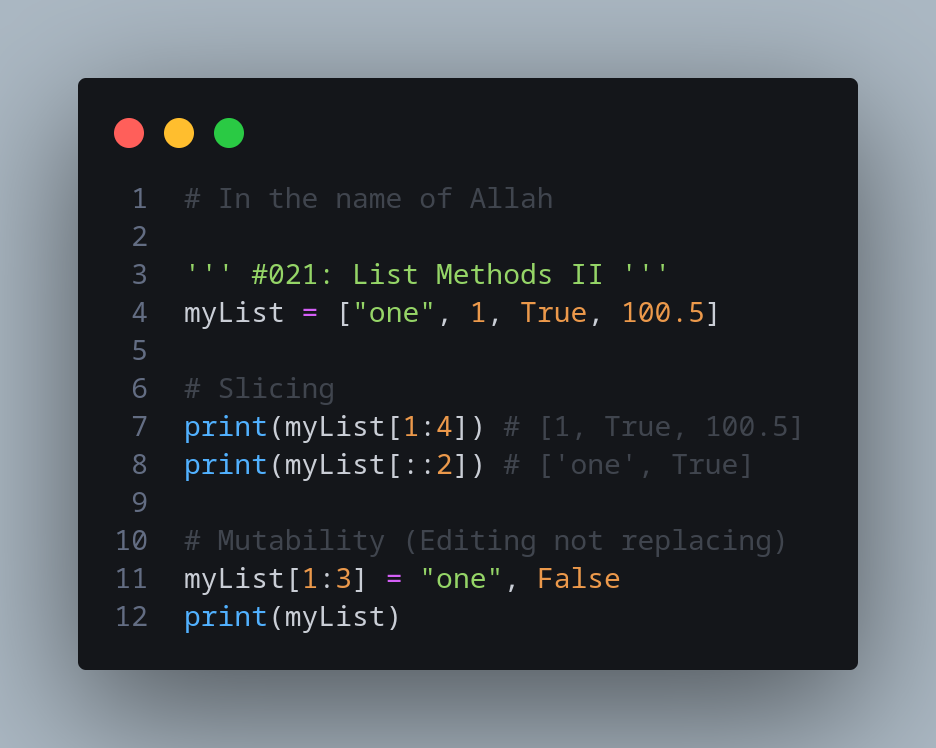 1 # In the name of Allah
2
3 ''' #021: List Methods II '''
4 myList = ["one", 1, True, 100.5]
5
6 # Slicing
7 print(myList[1:4]) # [1, True, 100.5]
8 print(myList[::2]) # ['one', True]
9
10 # Mutability (Editing not replacing)
11 myList[1:3] = "one", False
12 print(myList)